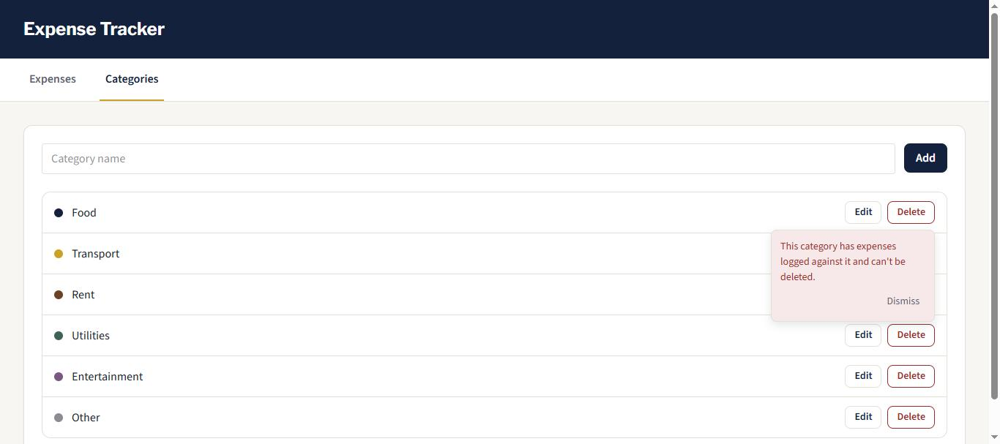 Expense Tracker
Expenses
Categories
Category name
Add
Food
Edit
Delete
This category has expenses
logged against it and can't be
deleted.
Dismiss
Transport
Rent
Utilities
Edit
Delete
Entertainment
Edit
Delete
Other
Edit
Delete